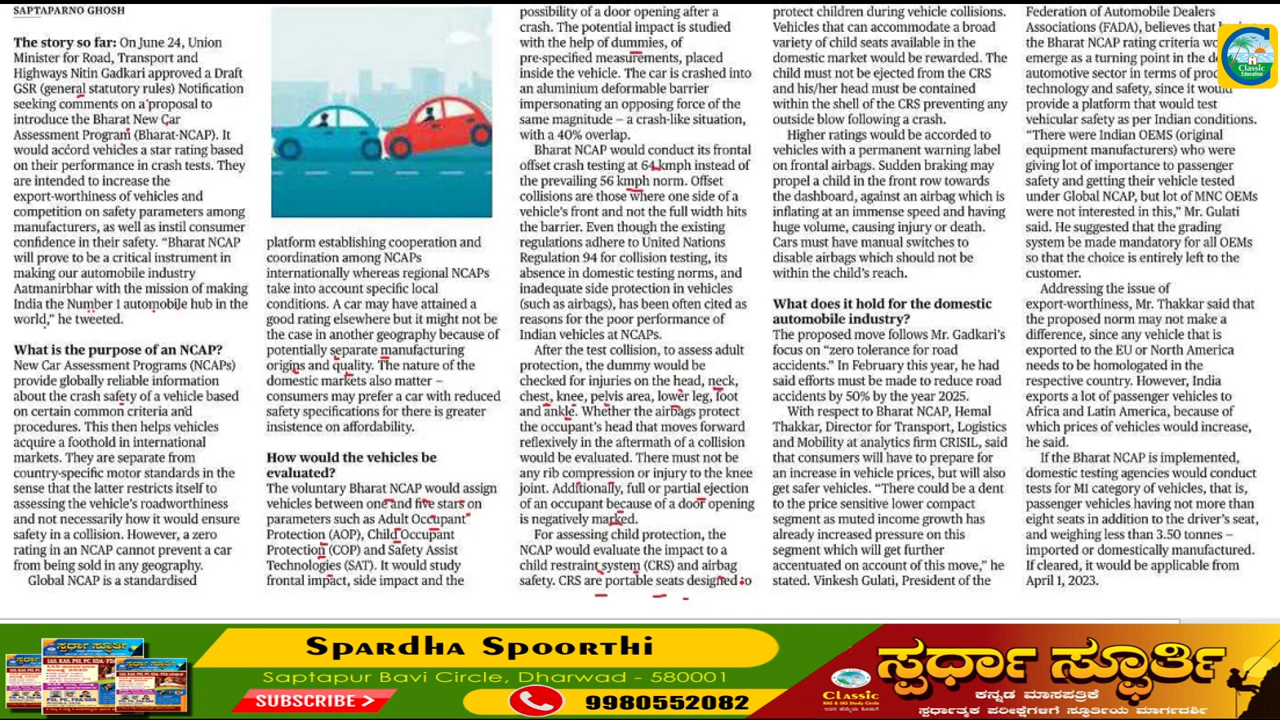 SAPTAPARNO GHOSH
The story so far: On June 24, Union
Minister for Road, Transport and
Highways Nitin Gadkari approved a Draft
GSR (general statutory rules) Notification
seeking comments on a proposal to
introduce the Bharat New Car
Assessment Program (Bharat-NCAP). It
would accord vehicles a star rating based
on their performance in crash tests. They
are intended to increase the
export-worthiness of vehicles and
competition on safety parameters among
manufacturers, as well as instil consumer
confidence in their safety. “Bharat NCAP
will prove to be a critical instrument in
making our automobile industry
Aatmanirbhar with the mission of making
India the Number 1 automobile hub in the
world,” he tweeted.
What is the purpose of an NCAP?
New Car Assessment Programs (NCAPs)
provide globally reliable information
about the crash safety of a vehicle based
on certain common criteria and
procedures. This then helps vehicles
acquire a foothold in international
markets. They are separate from
country-specific motor standards in the
sense that the latter restricts itself to
assessing the vehicle's roadworthiness
and not necessarily how it would ensure
safety in a collision. However, a zero
rating in an NCAP cannot prevent a car
from being sold in any geography.
Global NCAP is a standardised
platform establishing cooperation and
coordination among NCAPs
internationally whereas regional NCAPs
take into account specific local
conditions. A car may have attained a
good rating elsewhere but it might not be
the case in another geography because of
potentially separate manufacturing
origins and quality. The nature of the
domestic markets also matter –
consumers may prefer a car with reduced
safety specifications for there is greater
insistence on affordability.
How would the vehicles be
evaluated?
The voluntary Bharat NCAP would assign
vehicles between one and five stars on
parameters such as Adult Occupant
Protection (AOP), Child Occupant
Protection (COP) and Safety Assist
Technologies (SAT). It would study
frontal impact, side impact and the
possibility of a door opening after a
crash. The potential impact is studied
with the help of dummies, of
pre-specified measurements, placed
inside the vehicle. The car is crashed into
an aluminium deformable barrier
impersonating an opposing force of the
same magnitude – a crash-like situation,
with a 40% overlap.
Bharat NCAP would conduct its frontal
offset crash testing at 64 kmph instead of
the prevailing 56 kmph norm. Offset
collisions are those where one side of a
vehicle's front and not the full width hits
the barrier. Even though the existing
regulations adhere to United Nations
Regulation 94 for collision testing, its
absence in domestic testing norms, and
inadequate side protection in vehicles
(such as airbags), has been often cited as
reasons for the poor performance of
Indian vehicles at NCAPs.
After the test collision, to assess adult
protection, the dummy would be
checked for injuries on the head, neck,
chest, knee, pelvis area, lower leg, foot
and ankle. Whether the airbags protect
the occupant's head that moves forward
reflexively in the aftermath of a collision
would be evaluated. There must not be
any rib compression or injury to the knee
joint. Additionally, full or partial ejection
of an occupant because of a door opening
is negatively marked.
For assessing child protection, the
NCAP would evaluate the impact to a
child restraint system (CRS) and airbag
safety. CRS are portable seats designed to
protect children during vehicle collisions.
Vehicles that can accommodate a broad
variety of child seats available in the
domestic market would be rewarded. The
child must not be ejected from the CRS
and his/her head must be contained
within the shell of the CRS preventing any
outside blow following a crash.
Higher ratings would be accorded to
vehicles with a permanent warning label
on frontal airbags. Sudden braking may
propel a child in the front row towards
the dashboard, against an airbag which is
inflating at an immense speed and having
huge volume, causing injury or death.
Cars must have manual switches to
disable airbags which should not be
within the child's reach.
What does it hold for the domestic
automobile industry?
The proposed move follows Mr. Gadkari's
focus on “zero tolerance for road
accidents.” In February this year, he had
said efforts must be made to reduce road
accidents by 50% by the year 2025.
With respect to Bharat NCAP, Hemal
Thakkar, Director for Transport, Logistics
and Mobility at analytics firm CRISIL, said
that consumers will have to prepare for
an increase in vehicle prices, but will also
get safer vehicles. “There could be a dent
to the price sensitive lower compact
segment as muted income growth has
already increased pressure on this
segment which will get further
accentuated on account of this move,” he
stated. Vinkesh Gulati, President of the
Federation of Automobile Dealers
Associations (FADA), believes that
the Bharat NCAP rating criteria
emerge as a turning point in the
automotive sector in terms of
technology and safety, since it would
provide a platform that would test
vehicular safety as per Indian conditions.
“There were Indian OEMS (original
equipment manufacturers) who were
giving lot of importance to passenger
safety and getting their vehicle tested
under Global NCAP, but lot of MNC OEMs
were not interested in this,” Mr. Gulati
said. He suggested that the grading
system be made mandatory for all OEMs
so that the choice is entirely left to the
customer.
Addressing the issue of
export-worthiness, Mr. Thakkar said that
the proposed norm may not make a
difference, since any vehicle that is
exported to the EU or North America
needs to be homologated in the
respective country. However, India
exports a lot of passenger vehicles to
Africa and Latin America, because of
which prices of vehicles would increase,
he said.
If the Bharat NCAP is implemented,
domestic testing agencies would conduct
tests for M1 category of vehicles, that is,
passenger vehicles having not more than
eight seats in addition to the driver's seat,
and weighing less than 3.50 tonnes –
imported or domestically manufactured.
If cleared, it would be applicable from
April 1, 2023.
Classic
Education
Spardha Spoorthi
Saptapur Bavi Circle, Dharwad - 580001
SUBSCRIBE
9980552082
Classic
KAS & IAS Study Circle
ಸ್ಪರ್ಧಾ ಸ್ಫೂರ್ತಿ
ಕನ್ನಡ ಮಾಸಪತ್ರಿಕೆ
ಸ್ಪರ್ಧಾತ್ಮಕ ಪರೀಕ್ಷೆಗಳಿಗೆ ಸ್ಫೂರ್ತಿಯ ಮಾರ್ಗದರ್ಶಿ